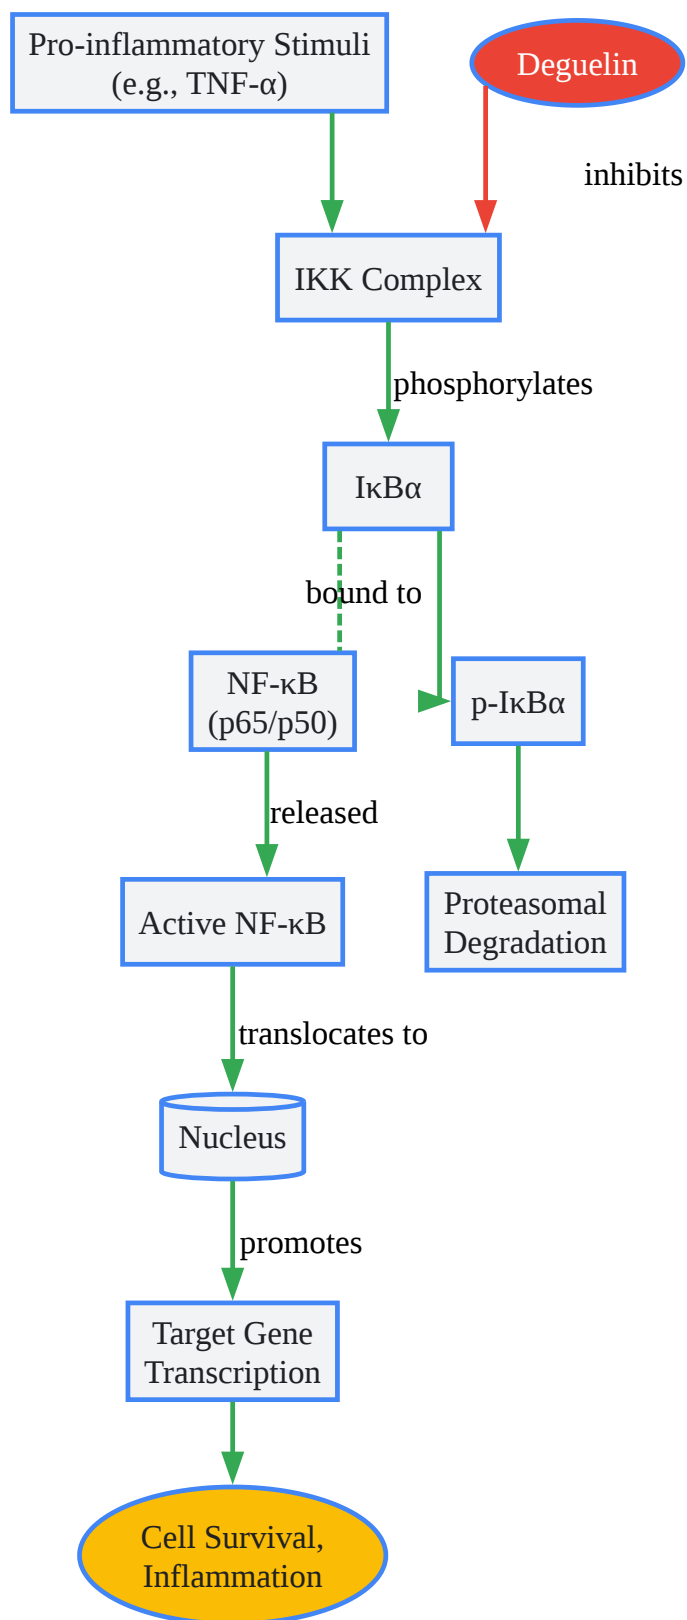 Pro-inflammatory Stimuli
(e.g., TNF-α)
Deguelin
inhibits
IKK Complex
phosphorylates
IκBα
bound to
NF-κB
(p65/p50)
p-IκBα
released
Active NF-κB
Proteasomal
Degradation
translocates to
Nucleus
promotes
Target Gene
Transcription
Cell Survival,
Inflammation